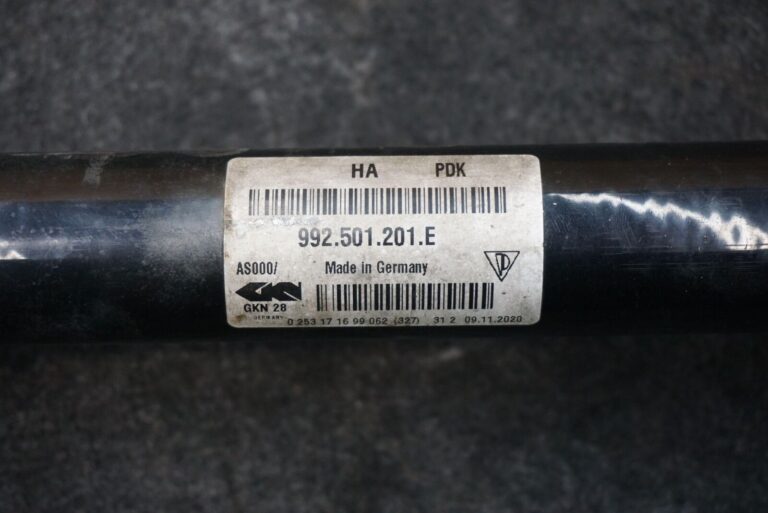 HA PDK
992.501.201.E
AS000/ Made in Germany
GKN
GKN 28
GERMANY
0 253 17 16 99 062 (327) 31 2 09.11.2020